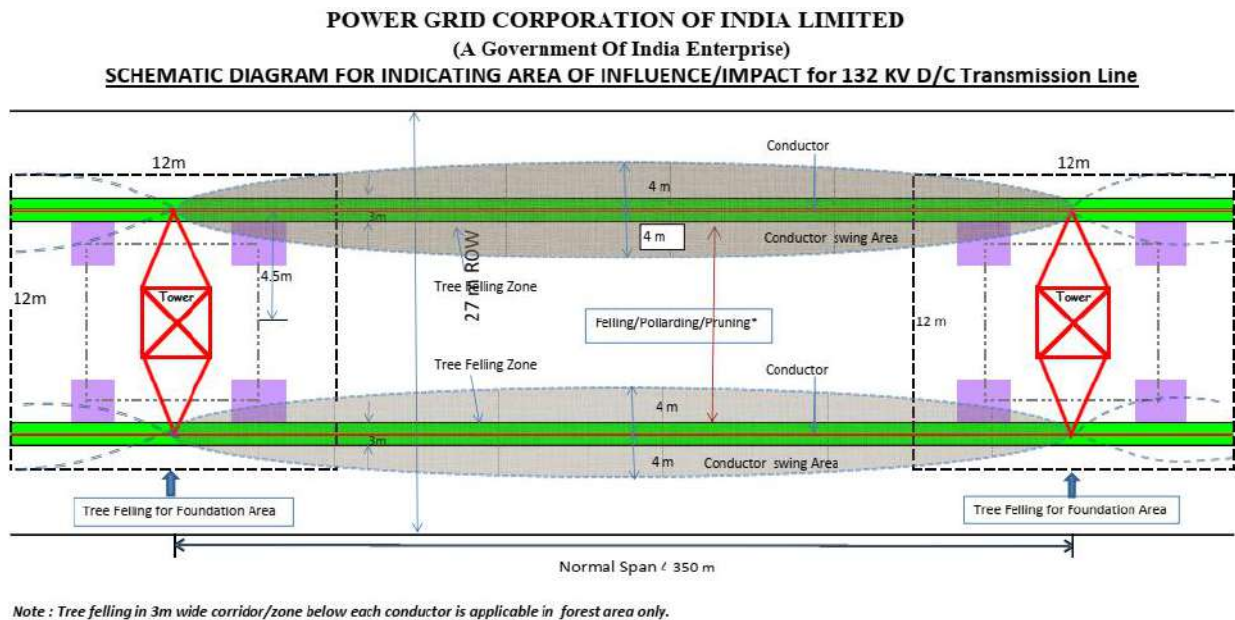 POWER GRID CORPORATION OF INDIA LIMITED
(A Government Of India Enterprise)
SCHEMATIC DIAGRAM FOR INDICATING AREA OF INFLUENCE/IMPACT for 132 KV D/C Transmission Line
Conductor
12m
12m
4 m
3m
4 m
Conductor swing Area
27 m ROW
4.5m
Tree Felling Zone
12m
Tower
Tower
Felling/Pollarding/Pruning*
12 m
Tree Felling Zone
Conductor
4 m
3m
4 m
Conductor swing Area
Tree Felling for Foundation Area
Tree Felling for Foundation Area
Normal Span 350 m
Note : Tree felling in 3m wide corridor/zone below each conductor is applicable in forest area only.